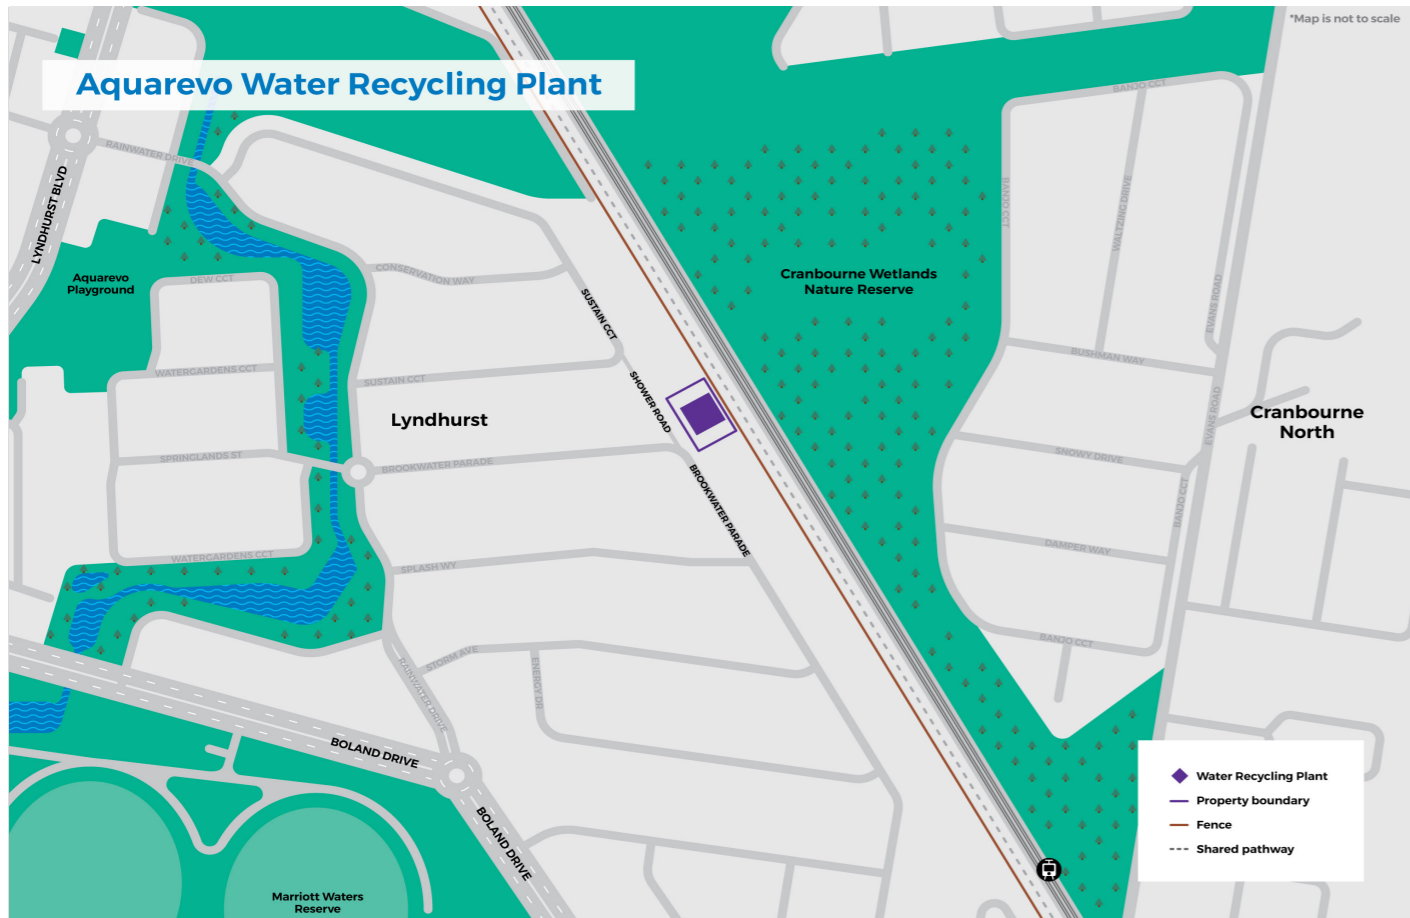 *Map is not to scale
Aquarevo Water Recycling Plant
BANJO CCT
RAINWATER DRIVE
LYNDHURST BLVD
BANJO CCT
WALTZING DRIVE
Aquarevo
Playground
DEW CCT
CONSERVATION WAY
SUSTAIN CCT
Cranbourne Wetlands
Nature Reserve
EVANS ROAD
BUSHMAN WAY
WATERGARDENS CCT
SUSTAIN CCT
SHOWER ROAD
Lyndhurst
EVANS ROAD
Cranbourne
North
SPRINGLANDS ST
BROOKWATER PARADE
BROOKWATER PARADE
SNOWY DRIVE
BANJO CCT
WATERGARDENS CCT
SPLASH WY
DAMPER WAY
BANJO CCT
RAINWATER DRIVE
STORM AVE
ENERGY DR
BOLAND DRIVE
BOLAND DRIVE
Marriott Waters
Reserve
Water Recycling Plant
Property boundary
Fence
Shared pathway